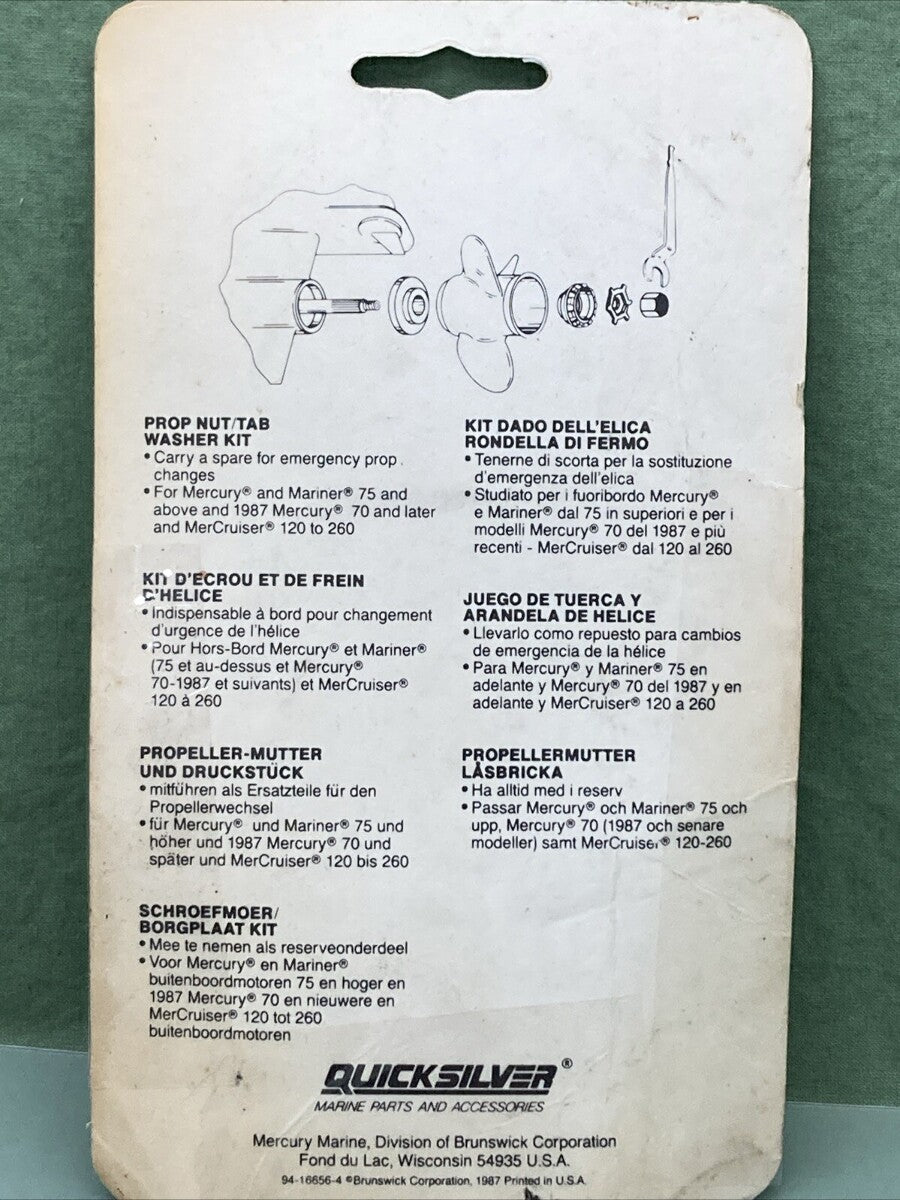 PROP NUT/TAB
WASHER KIT
• Carry a spare for emergency prop
changes
• For Mercury® and Mariner® 75 and
above and 1987 Mercury® 70 and later
and MerCruiser® 120 to 260
KIT D'ECROU ET DE FREIN
D'HELICE
• Indispensable à bord pour changement
d'urgence de l'hélice
• Pour Hors-Bord Mercury® et Mariner®
(75 et au-dessus et Mercury®
70-1987 et suivants) et MerCruiser®
120 à 260
PROPELLER-MUTTER
UND DRUCKSTÜCK
• mitführen als Ersatzteile für den
Propellerwechsel
• für Mercury® und Mariner® 75 und
höher und 1987 Mercury® 70 und
später und MerCruiser® 120 bis 260
SCHROEFMOER/
BORGPLAAT KIT
• Mee te nemen als reserveonderdeel
• Voor Mercury® en Mariner®
buitenboordmotoren 75 en hoger en
1987 Mercury® 70 en nieuwere en
MerCruiser® 120 tot 260
buitenboordmotoren
KIT DADO DELL'ELICA
RONDELLA DI FERMO
• Tenerne di scorta per la sostituzione
d'emergenza dell'elica
• Studiato per i fuoribordo Mercury®
e Mariner® dal 75 in superiori e per i
modelli Mercury® 70 del 1987 e più
recenti - MerCruiser® dal 120 al 260
JUEGO DE TUERCA Y
ARANDELA DE HELICE
• Llevarlo como repuesto para cambios
de emergencia de la hélice
• Para Mercury® y Mariner® 75 en
adelante y Mercury® 70 del 1987 y en
adelante y MerCruiser® 120 a 260
PROPELLERMUTTER
LÅSBRICKA
• Ha alltid med i reserv
• Passar Mercury® och Mariner® 75 och
upp, Mercury® 70 (1987 och senare
modeller) samt MerCruiser® 120-260
QUICKSILVER®
MARINE PARTS AND ACCESSORIES
Mercury Marine, Division of Brunswick Corporation
Fond du Lac, Wisconsin 54935 U.S.A.
94-16656-4 ©Brunswick Corporation, 1987 Printed in U.S.A.